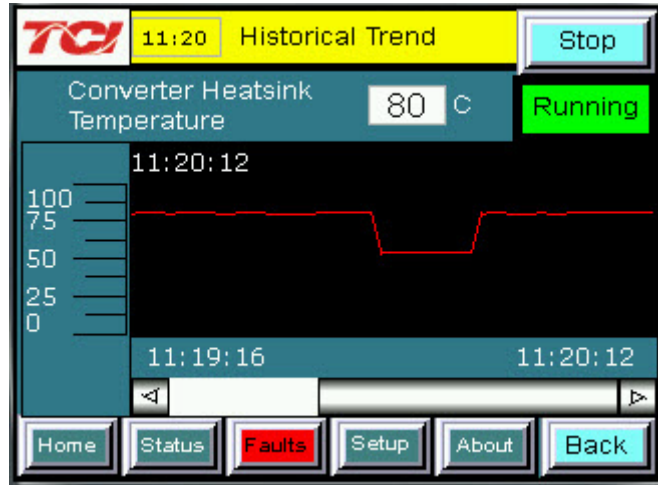 TCI 11:20 Historical Trend Stop
Converter Heatsink
Temperature
80 C Running
11:20:12
100
75
50
25
0
11:19:16 11:20:12
Home Status Faults Setup About Back